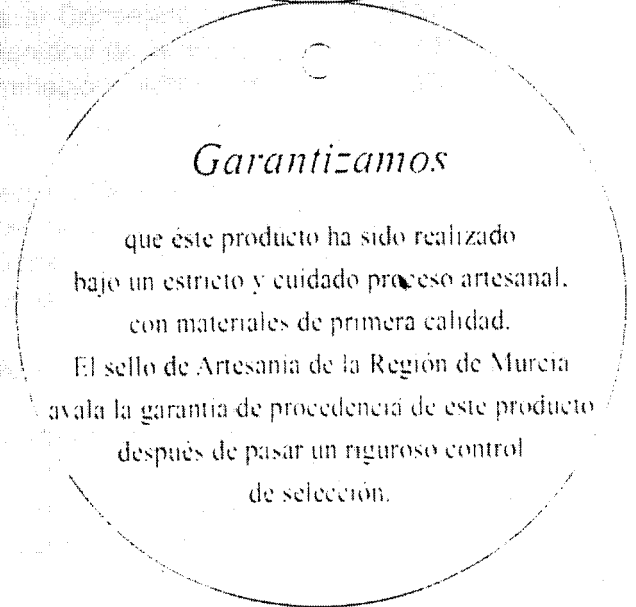 Garantizamos
que éste producto ha sido realizado
bajo un estricto y cuidado proceso artesanal,
con materiales de primera calidad.
El sello de Artesanía de la Región de Murcia
avala la garantía de procedencia de este producto
después de pasar un riguroso control
de selección.